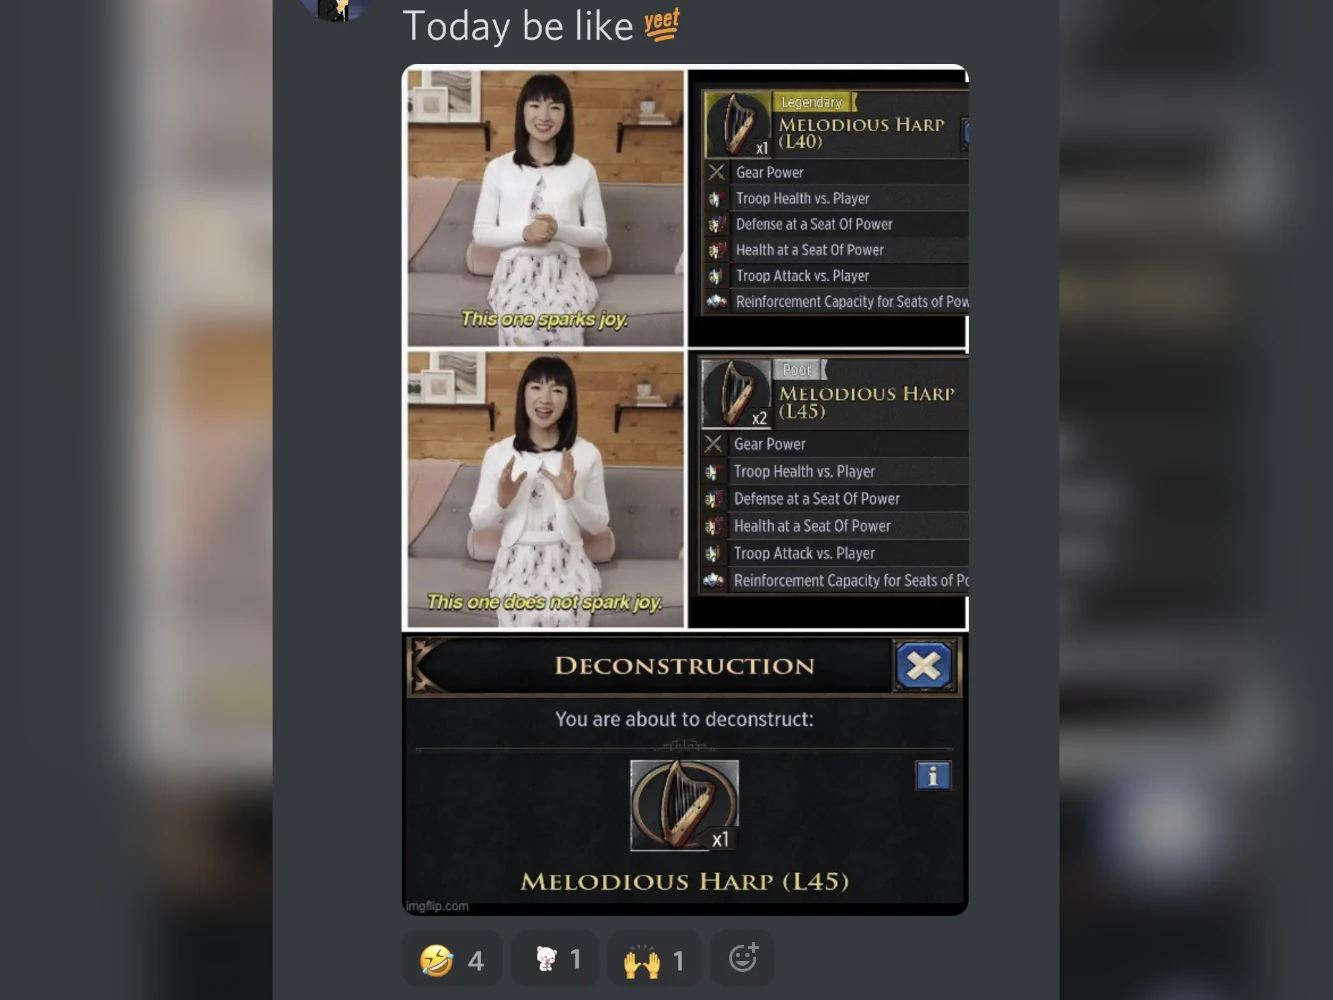 Today be like yeet
This one sparks joy.
Legendary
MELODIOUS HARP
(L40)
x1
Gear Power
Troop Health vs. Player
Defense at a Seat Of Power
Health at a Seat Of Power
Troop Attack vs. Player
Reinforcement Capacity for Seats of Pow
This one does not spark joy.
Poor
MELODIOUS HARP
(L45)
x2
Gear Power
Troop Health vs. Player
Defense at a Seat Of Power
Health at a Seat Of Power
Troop Attack vs. Player
Reinforcement Capacity for Seats of Po
DECONSTRUCTION
You are about to deconstruct:
i
x1
MELODIOUS HARP (L45)
imgflip.com
4 1 1